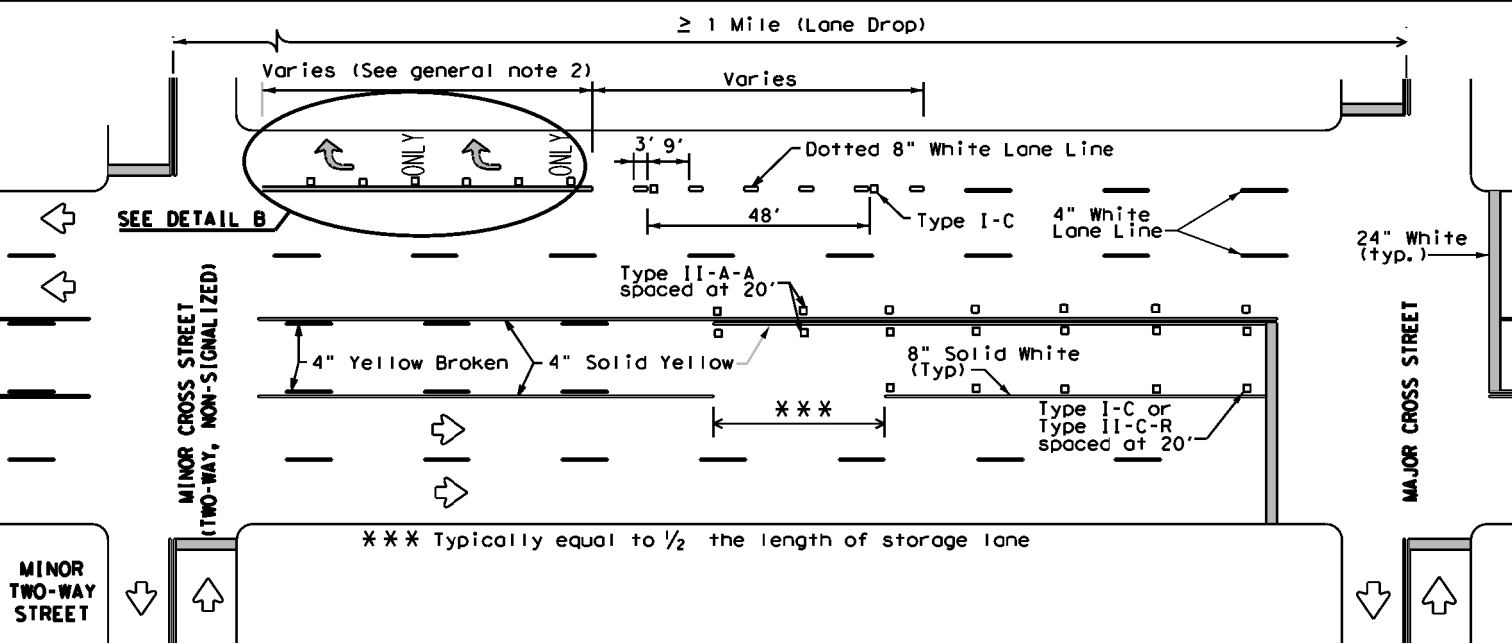 ≥ 1 Mile (Lane Drop)
Varies (See general note 2)
Varies
ONLY
ONLY
3' 9'
Dotted 8" White Lane Line
SEE DETAIL B
48'
Type I-C
4" White
Lane Line
24" White
(typ.)
Type II-A-A
spaced at 20'
MINOR CROSS STREET
(TWO-WAY, NON-SIGNALIZED)
4" Yellow Broken
4" Solid Yellow
8" Solid White
(Typ)
***
Type I-C or
Type II-C-R
spaced at 20'
MAJOR CROSS STREET
*** Typically equal to ½ the length of storage lane
MINOR
TWO-WAY
STREET